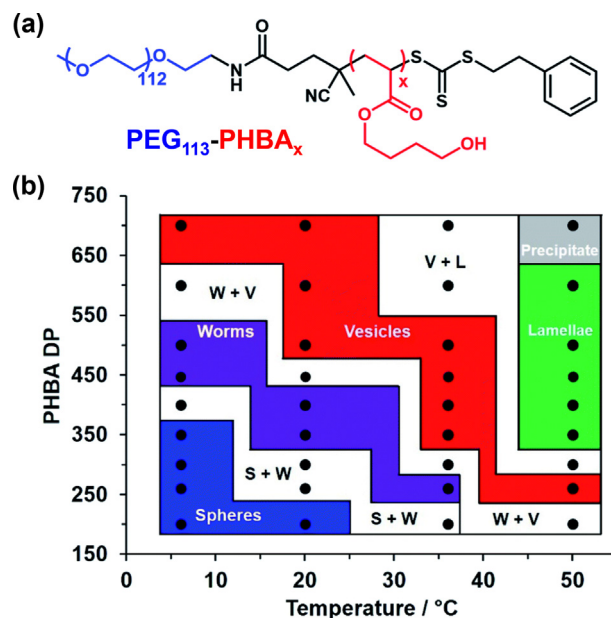 (a)
O
O
112
N
H
O
NC
x
S
S
S
O
O
OH
PEG113-PHBAx
(b)
PHBA DP
750
650
550
450
350
250
150
W + V
V + L
Precipitate
Worms
Vesicles
Lamellae
S + W
Spheres
S + W
W + V
0
10
20
30
40
50
Temperature / °C